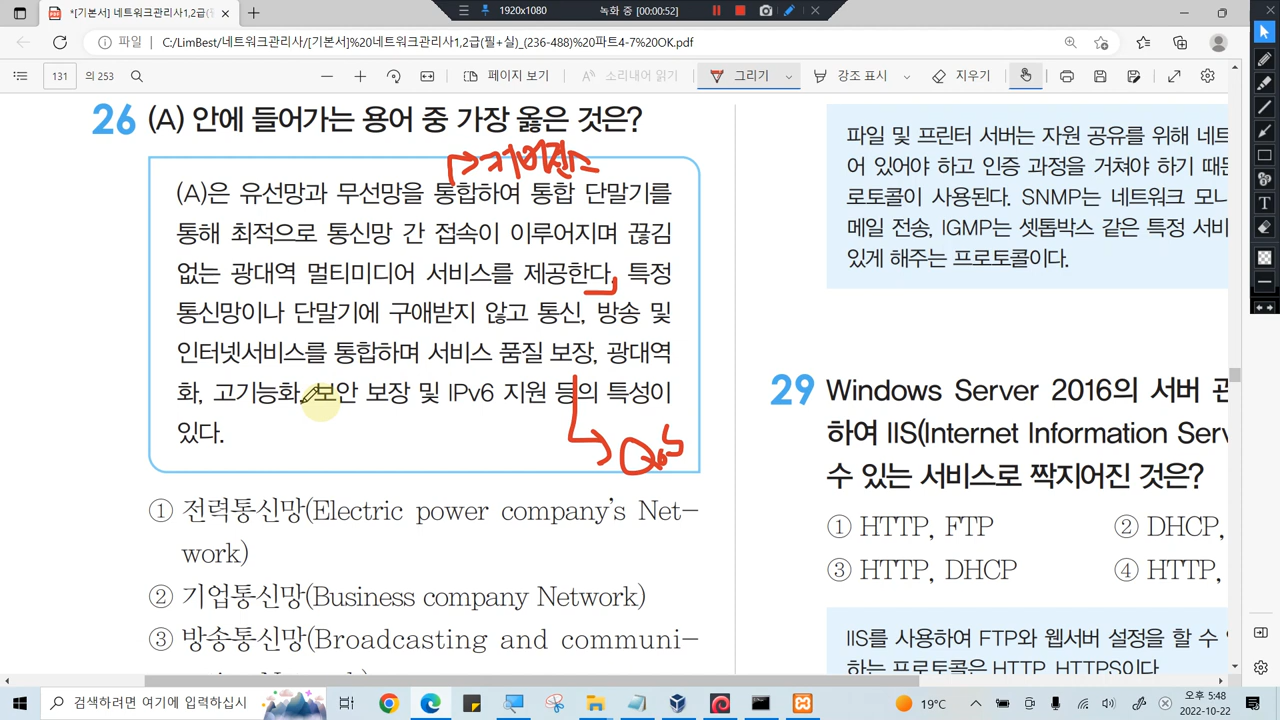 *[기본서] 네트워크관리사1,2급(
1920x1080
녹화 중 [00:00:52]
파일
C:/LimBest/네트워크관리사/[기본서]%20네트워크관리사1,2급(필+실)_(236-488)%20파트4-7%20OK.pdf
131
의 253
페이지 보기
소리내어 읽기
그리기
강조 표시
지우
26 (A) 안에 들어가는 용어 중 가장 옳은 것은?
(A)은 유선망과 무선망을 통합하여 통합 단말기를
통해 최적으로 통신망 간 접속이 이루어지며 끊김
없는 광대역 멀티미디어 서비스를 제공한다. 특정
통신망이나 단말기에 구애받지 않고 통신, 방송 및
인터넷서비스를 통합하며 서비스 품질 보장, 광대역
화, 고기능화, 보안 보장 및 IPv6 지원 등의 특성이
있다.
QoS
① 전력통신망(Electric power company's Net-
work)
② 기업통신망(Business company Network)
③ 방송통신망(Broadcasting and communi-
파일 및 프린터 서버는 자원 공유를 위해 네트
어 있어야 하고 인증 과정을 거쳐야 하기 때문
로토콜이 사용된다. SNMP는 네트워크 모니
메일 전송, IGMP는 셋톱박스 같은 특정 서비
있게 해주는 프로토콜이다.
29 Windows Server 2016의 서버 관
하여 IIS(Internet Information Serv
수 있는 서비스로 짝지어진 것은?
① HTTP, FTP
② DHCP,
③ HTTP, DHCP
④ HTTP,
IIS를 사용하여 FTP와 웹서버 설정을 할 수
하는 프로토콜은 HTTP, HTTPS이다.
검색하려면 여기에 입력하십시
19°C
오후 5:48
2022-10-22